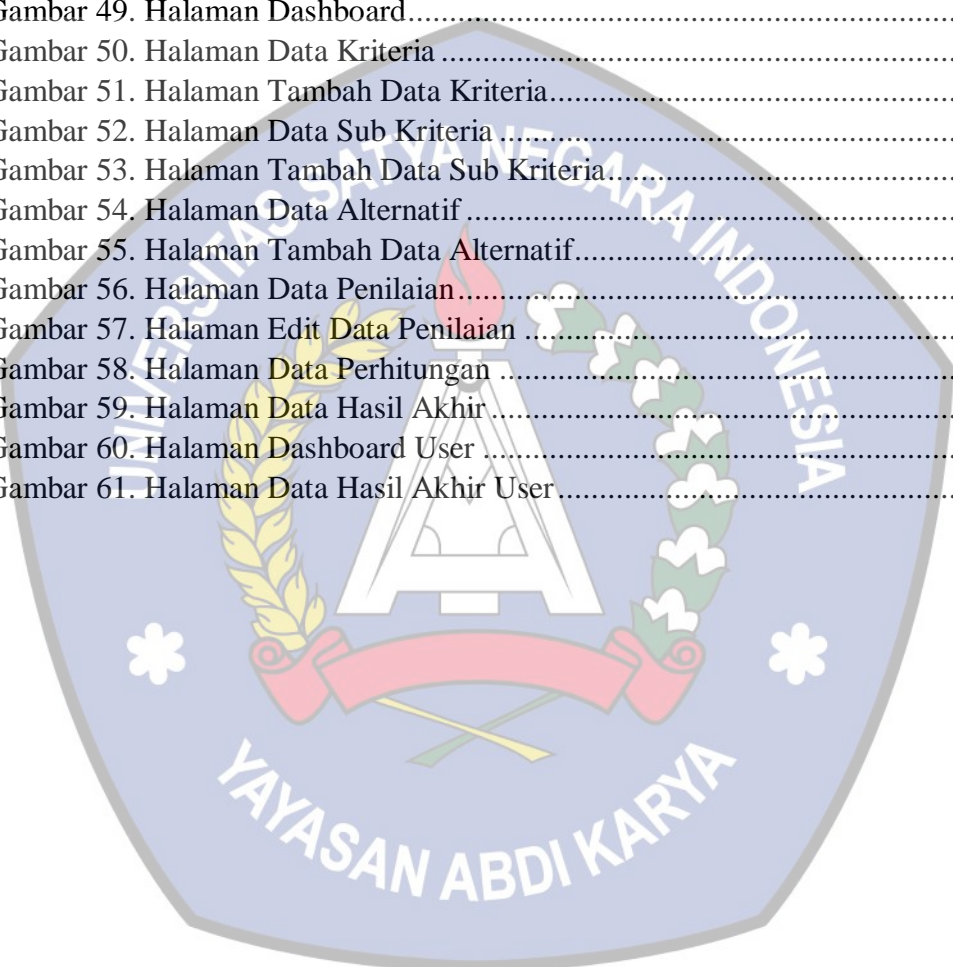 Gambar 49. Halaman Dashboard
Gambar 50. Halaman Data Kriteria
Gambar 51. Halaman Tambah Data Kriteria
Gambar 52. Halaman Data Sub Kriteria
Gambar 53. Halaman Tambah Data Sub Kriteria
Gambar 54. Halaman Data Alternatif
Gambar 55. Halaman Tambah Data Alternatif
Gambar 56. Halaman Data Penilaian
Gambar 57. Halaman Edit Data Penilaian
Gambar 58. Halaman Data Perhitungan
Gambar 59. Halaman Data Hasil Akhir
Gambar 60. Halaman Dashboard User
Gambar 61. Halaman Data Hasil Akhir User
UNIVERSITAS SATYA NEGARA INDONESIA
YAYASAN ABDI KARYA